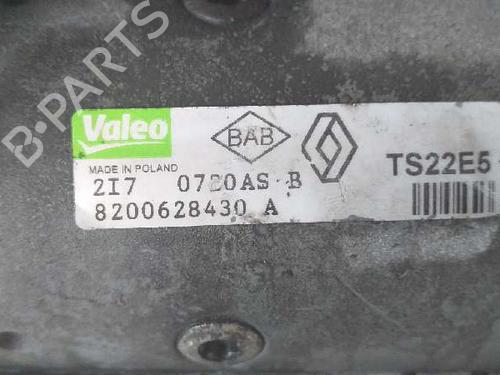 B-PARTS
Valeo
BAB
MADE IN POLAND
TS22E5
2I7 0720AS B
8200628430 A